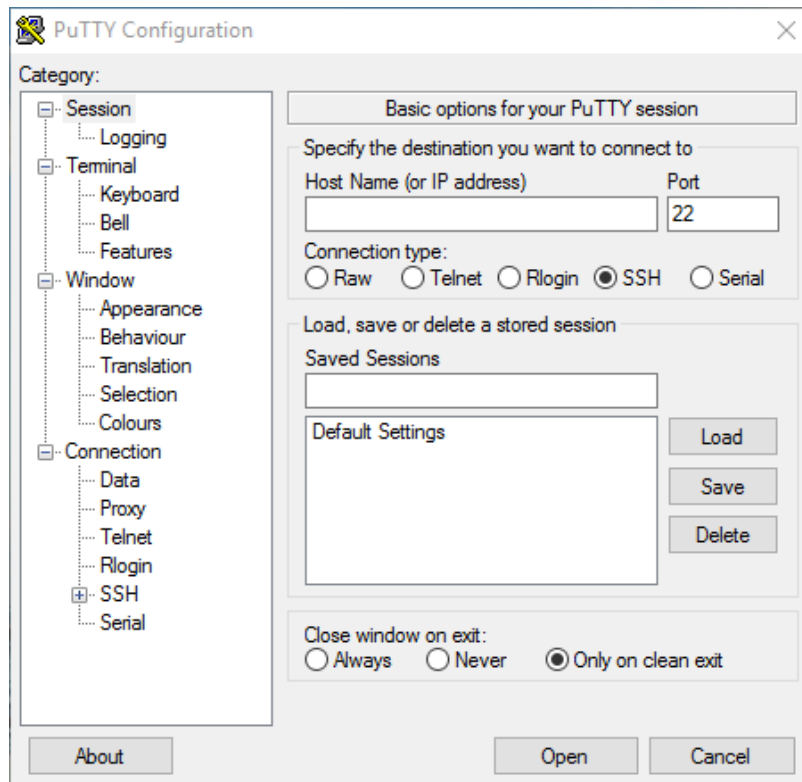 PuTTY Configuration
Category:
Session
Logging
Terminal
Keyboard
Bell
Features
Window
Appearance
Behaviour
Translation
Selection
Colours
Connection
Data
Proxy
Telnet
Rlogin
SSH
Serial
Basic options for your PuTTY session
Specify the destination you want to connect to
Host Name (or IP address) Port
22
Connection type:
Raw Telnet Rlogin SSH Serial
Load, save or delete a stored session
Saved Sessions
Default Settings
Load
Save
Delete
Close window on exit:
Always Never Only on clean exit
About Open Cancel